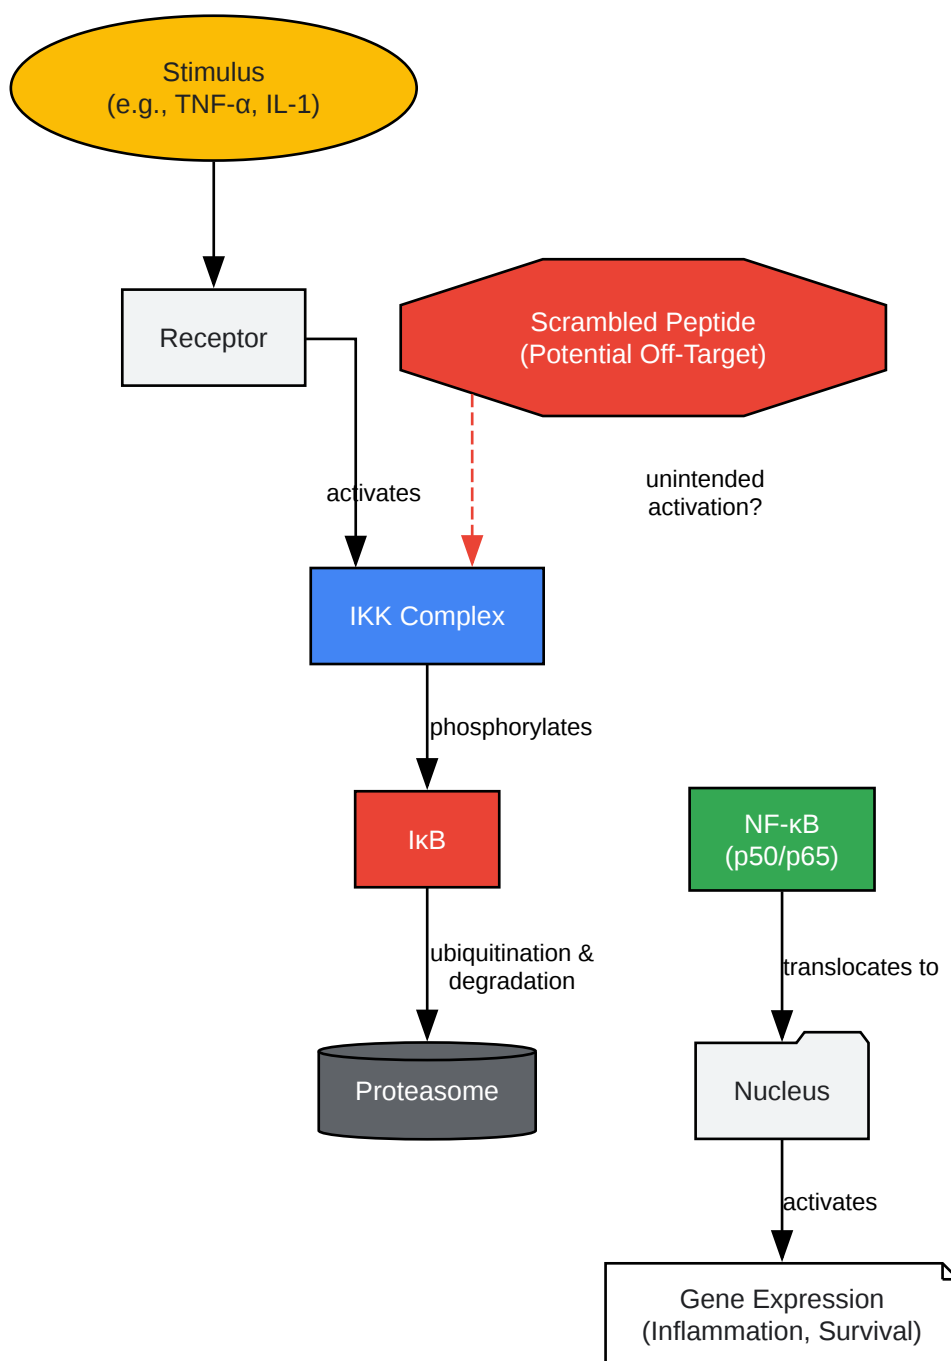 Stimulus
(e.g., TNF-α, IL-1)
Receptor
Scrambled Peptide
(Potential Off-Target)
activates
unintended
activation?
IKK Complex
phosphorylates
IκB
NF-κB
(p50/p65)
ubiquitination &
degradation
translocates to
Proteasome
Nucleus
activates
Gene Expression
(Inflammation, Survival)